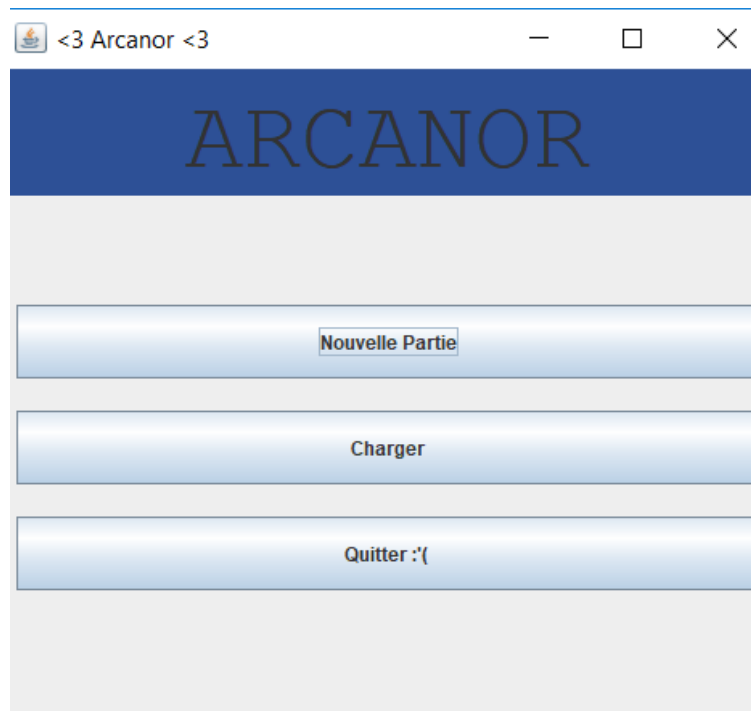 <3 Arcanor <3
ARCANOR
Nouvelle Partie
Charger
Quitter :'(